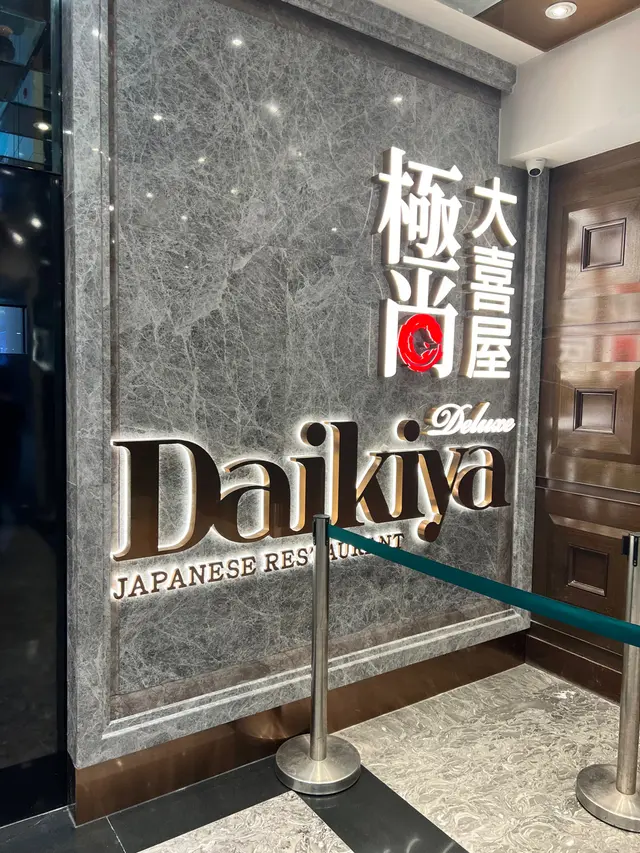 極尚
大喜屋
Deluxe
Daikiya
JAPANESE RESTAURANT